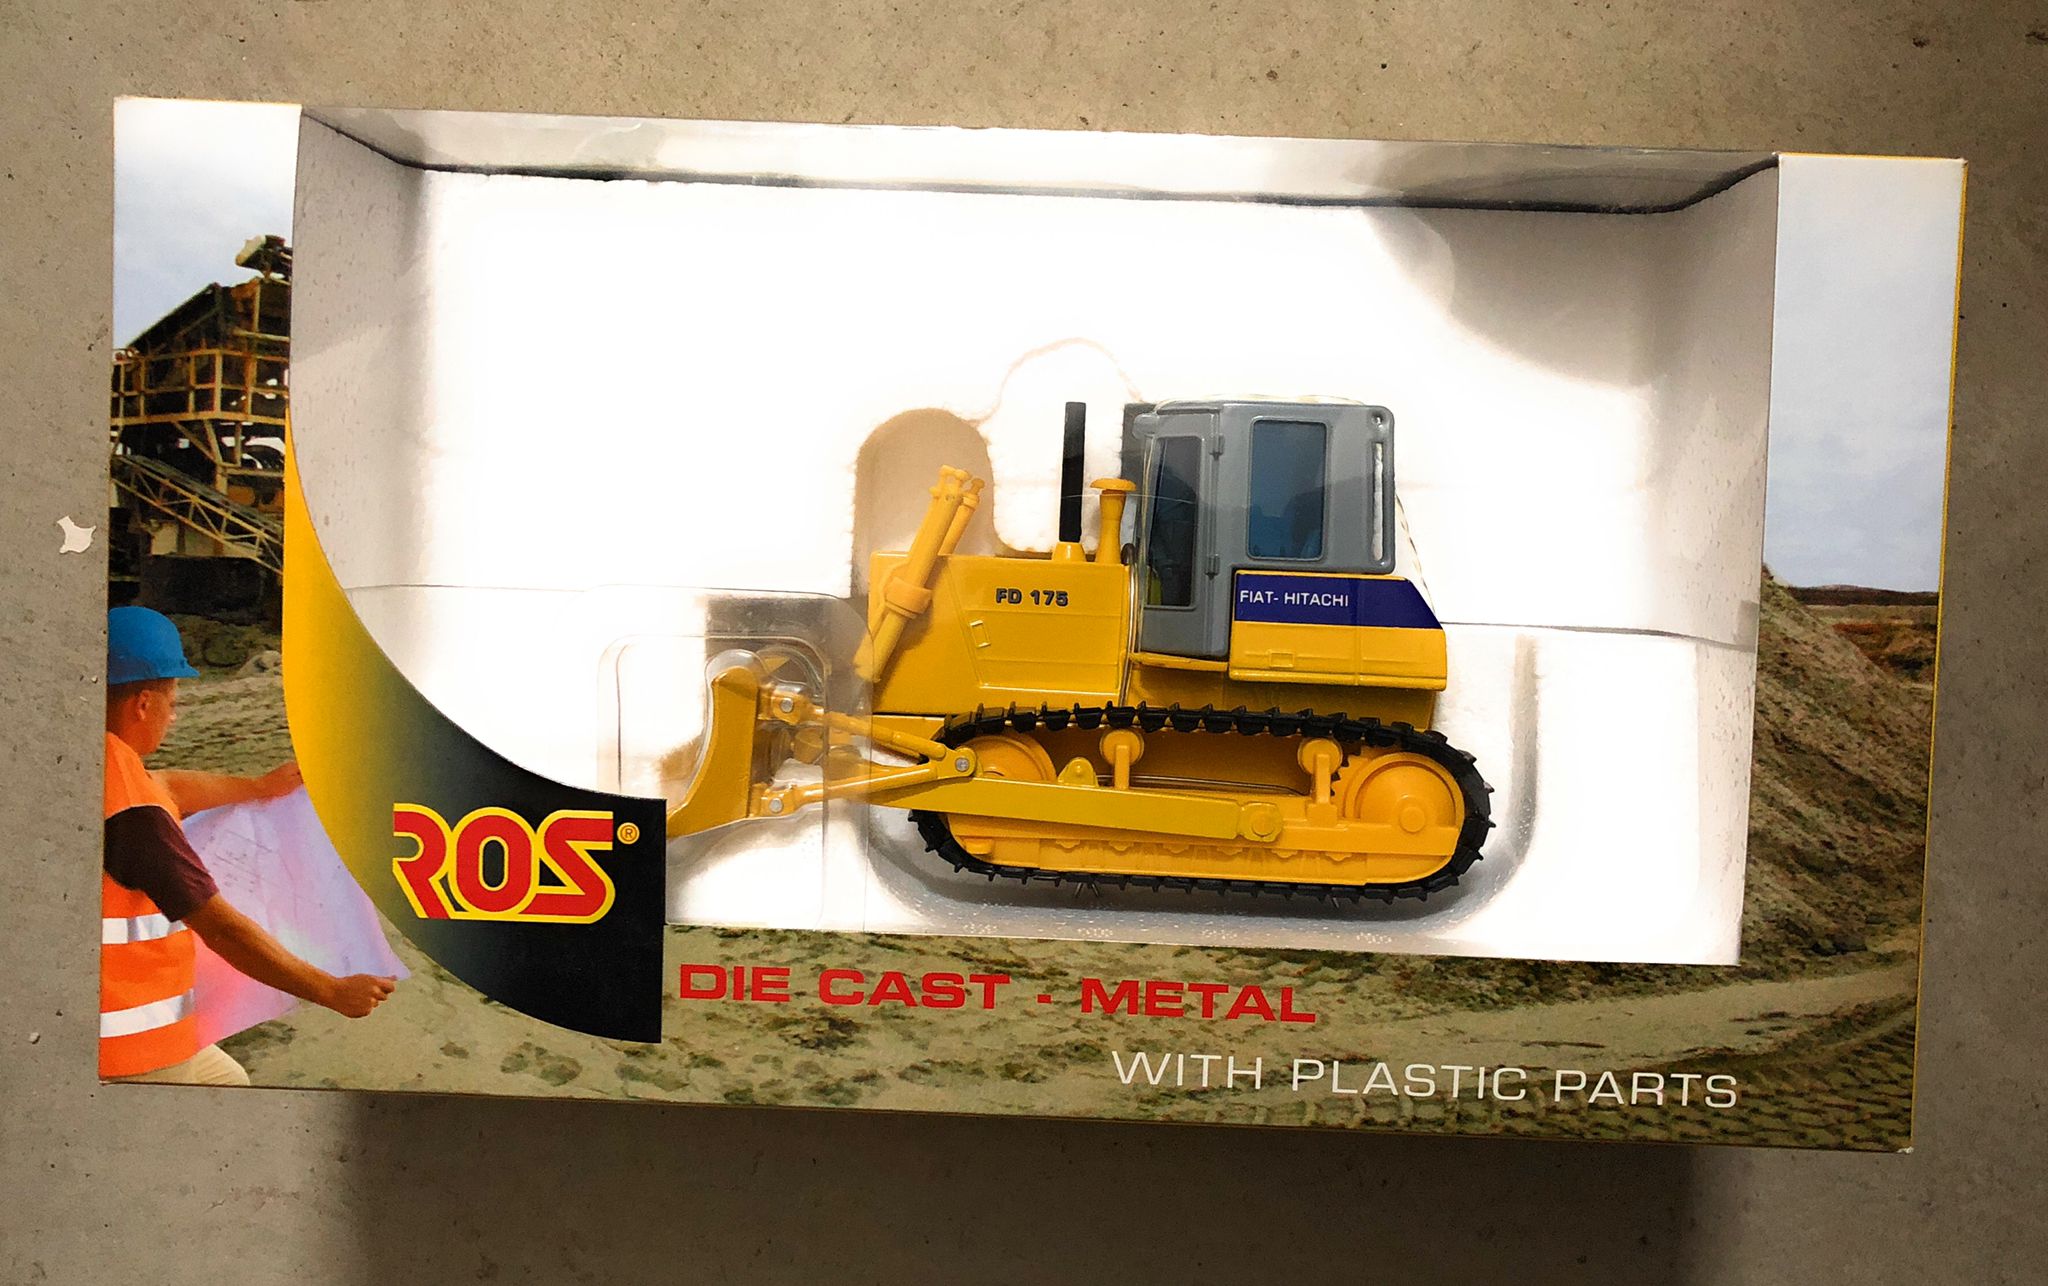 FD 175
FIAT- HITACHI
ROS®
DIE CAST · METAL
WITH PLASTIC PARTS